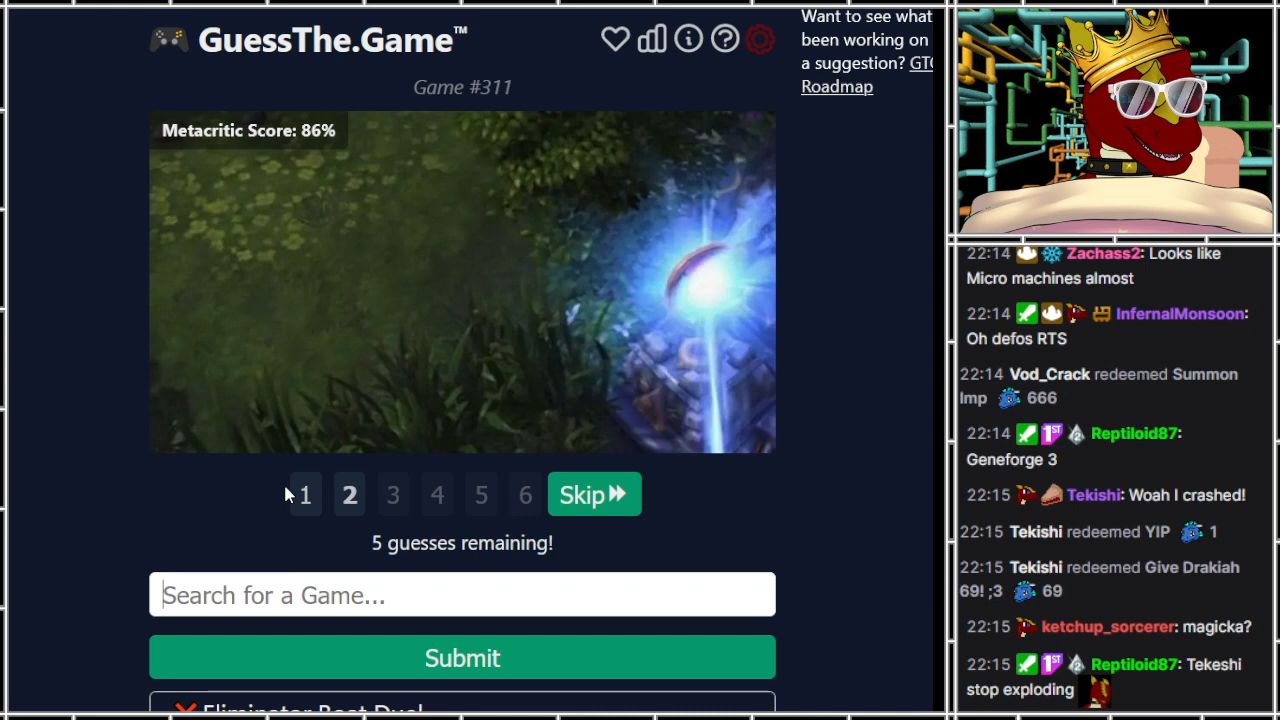 GuessThe.Game™
Game #311
Metacritic Score: 86%
1 2 3 4 5 6 Skip
5 guesses remaining!
Search for a Game...
Submit
Eliminator Boat Duel
Want to see what
been working on
a suggestion? GTG
Roadmap
22:14 Zachass2: Looks like
Micro machines almost
22:14 InfernalMonsoon:
Oh defos RTS
22:14 Vod_Crack redeemed Summon
Imp 666
22:14 Reptiloid87:
Geneforge 3
22:15 Tekishi: Woah I crashed!
22:15 Tekishi redeemed YIP 1
22:15 Tekishi redeemed Give Drakiah
69! ;3 69
22:15 ketchup_sorcerer: magicka?
22:15 Reptiloid87: Tekeshi
stop exploding